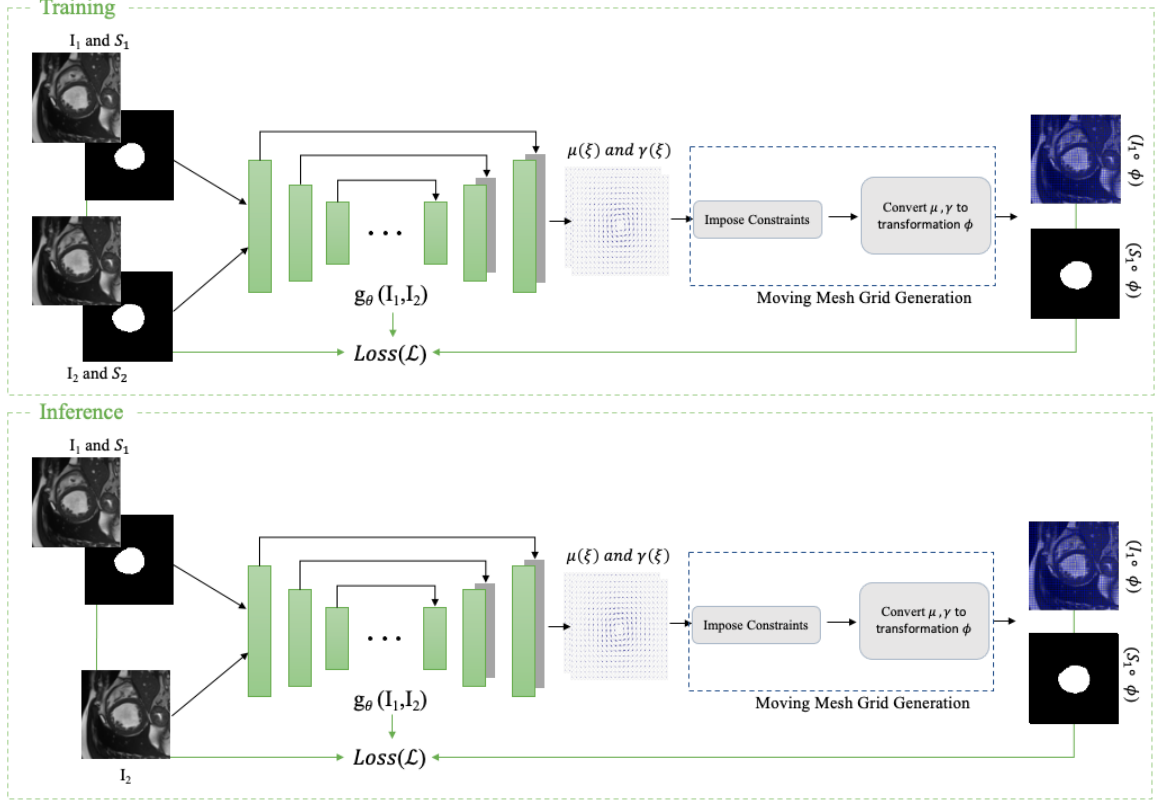 Training
I₁ and S₁
μ(ξ) and γ(ξ)
Impose Constraints
Convert μ , γ to
transformation ϕ
(I₁∘ ϕ)
(S₁∘ ϕ)
...
g_θ (I₁,I₂)
Moving Mesh Grid Generation
Loss(ℒ)
I₂ and S₂
Inference
I₁ and S₁
μ(ξ) and γ(ξ)
Impose Constraints
Convert μ , γ to
transformation ϕ
(I₁∘ ϕ)
(S₁∘ ϕ)
...
g_θ (I₁,I₂)
Moving Mesh Grid Generation
Loss(ℒ)
I₂